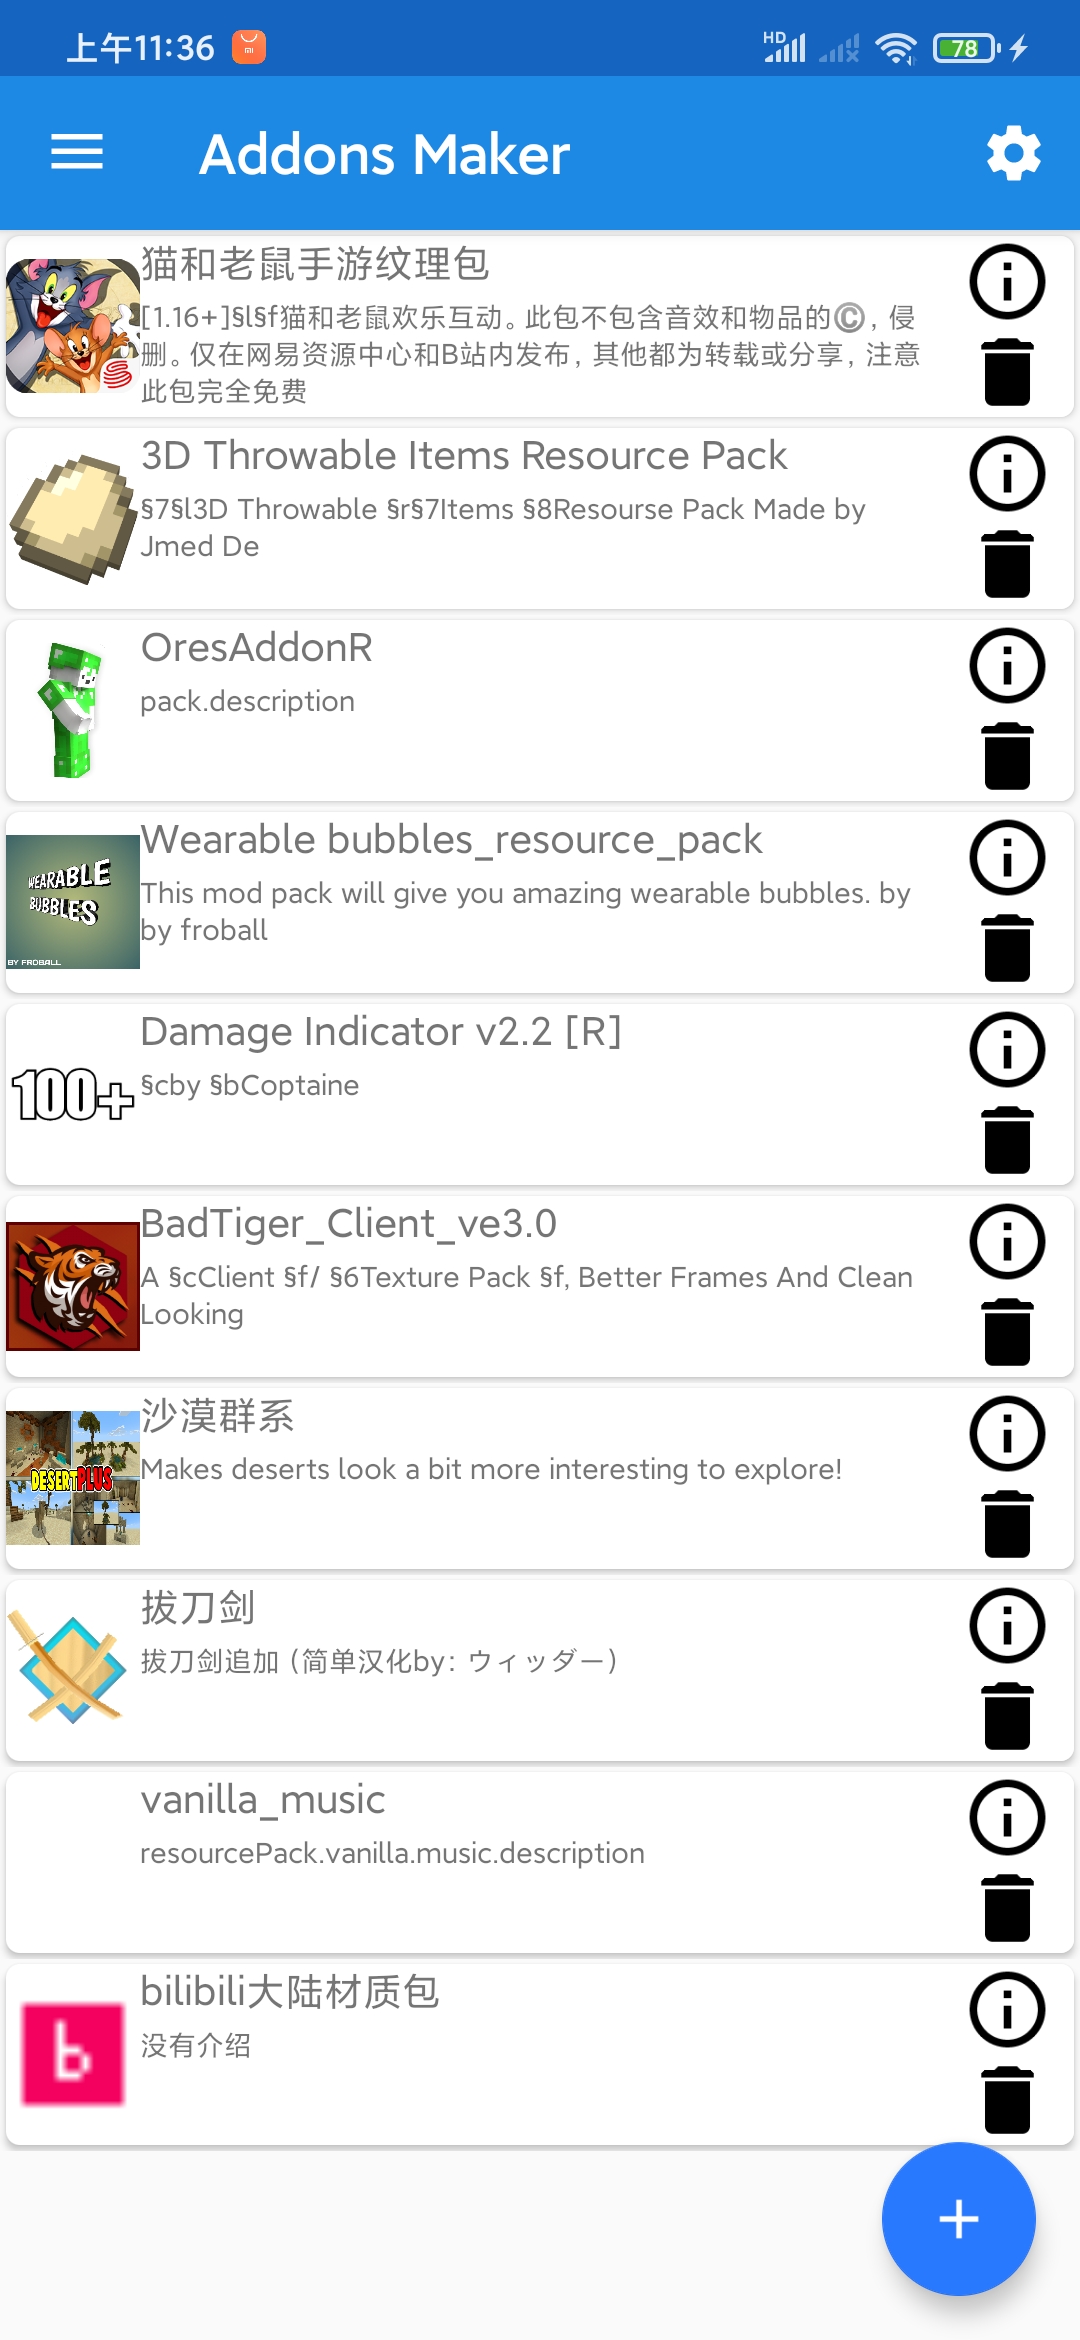 上午11:36
HD
78
Addons Maker
猫和老鼠手游纹理包
[1.16+]§l§f猫和老鼠欢乐互动。此包不包含音效和物品的©️，侵
删。仅在网易资源中心和B站内发布，其他都为转载或分享，注意
此包完全免费
3D Throwable Items Resource Pack
§7§l3D Throwable §r§7Items §8Resourse Pack Made by
Jmed De
OresAddonR
pack.description
WEARABLE
BUBBLES
BY FROBALL
Wearable bubbles_resource_pack
This mod pack will give you amazing wearable bubbles. by
by froball
100+
Damage Indicator v2.2 [R]
§cby §bCoptaine
BadTiger_Client_ve3.0
A §cClient §f/ §6Texture Pack §f, Better Frames And Clean
Looking
DESERTPLUS
沙漠群系
Makes deserts look a bit more interesting to explore!
拔刀剑
拔刀剑追加（简单汉化by：ウィッダー）
vanilla_music
resourcePack.vanilla.music.description
b
bilibili大陆材质包
没有介绍